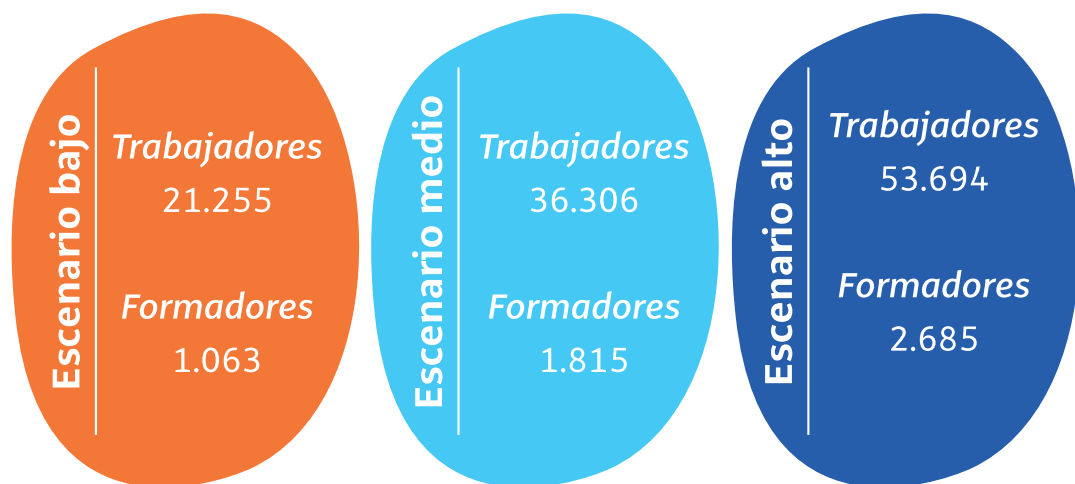 Escenario bajo
Trabajadores
21.255
Formadores
1.063
Escenario medio
Trabajadores
36.306
Formadores
1.815
Escenario alto
Trabajadores
53.694
Formadores
2.685